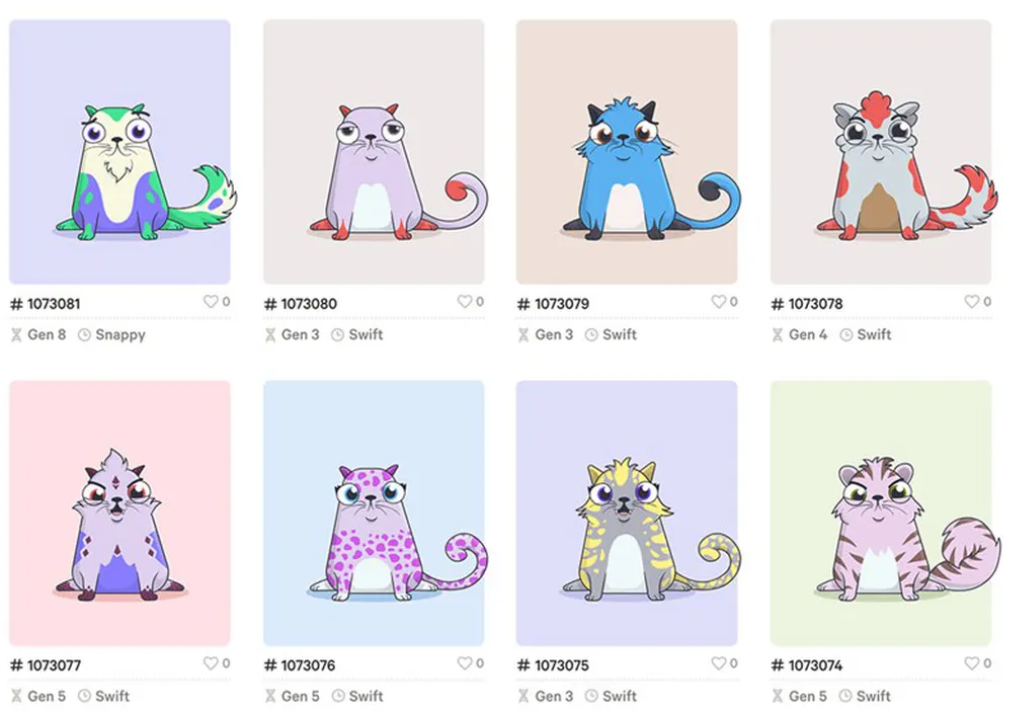 # 1073081 0
Gen 8 Snappy
# 1073080 0
Gen 3 Swift
# 1073079 0
Gen 3 Swift
# 1073078 0
Gen 4 Swift
# 1073077 0
Gen 5 Swift
# 1073076 0
Gen 5 Swift
# 1073075 0
Gen 3 Swift
# 1073074 0
Gen 5 Swift